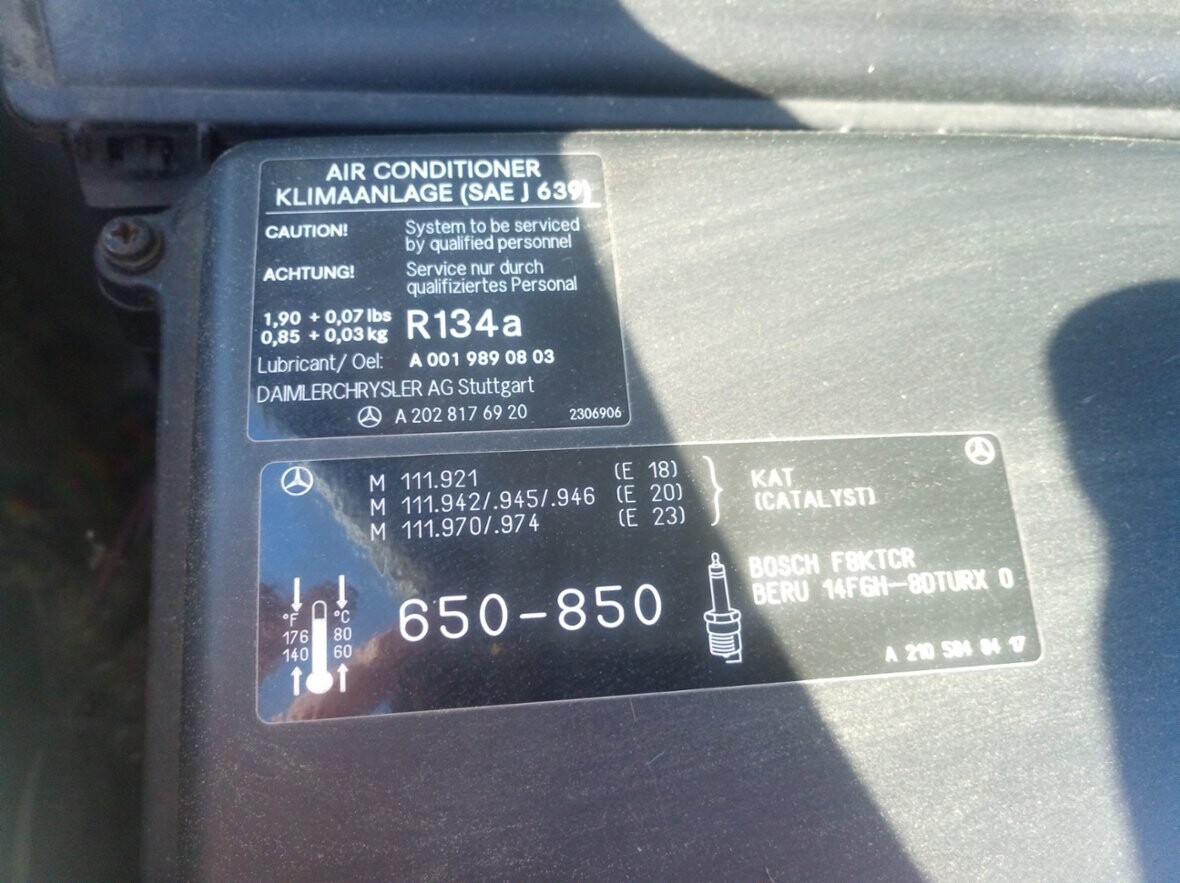 AIR CONDITIONER
KLIMAANLAGE (SAE J 639)
CAUTION! System to be serviced
by qualified personnel
ACHTUNG! Service nur durch
qualifiziertes Personal
1,90 + 0,07 lbs
0,85 + 0,03 kg R134a
Lubricant/ Oel: A 001 989 08 03
DAIMLERCHRYSLER AG Stuttgart
A 202 817 69 20 2306906
M 111.921 (E 18)
M 111.942/.945/.946 (E 20)
M 111.970/.974 (E 23)
KAT
(CATALYST)
°F °C
176 80
140 60
650-850
BOSCH F8KTCR
BERU 14FGH-8DTURX 0
A 210 584 84 17